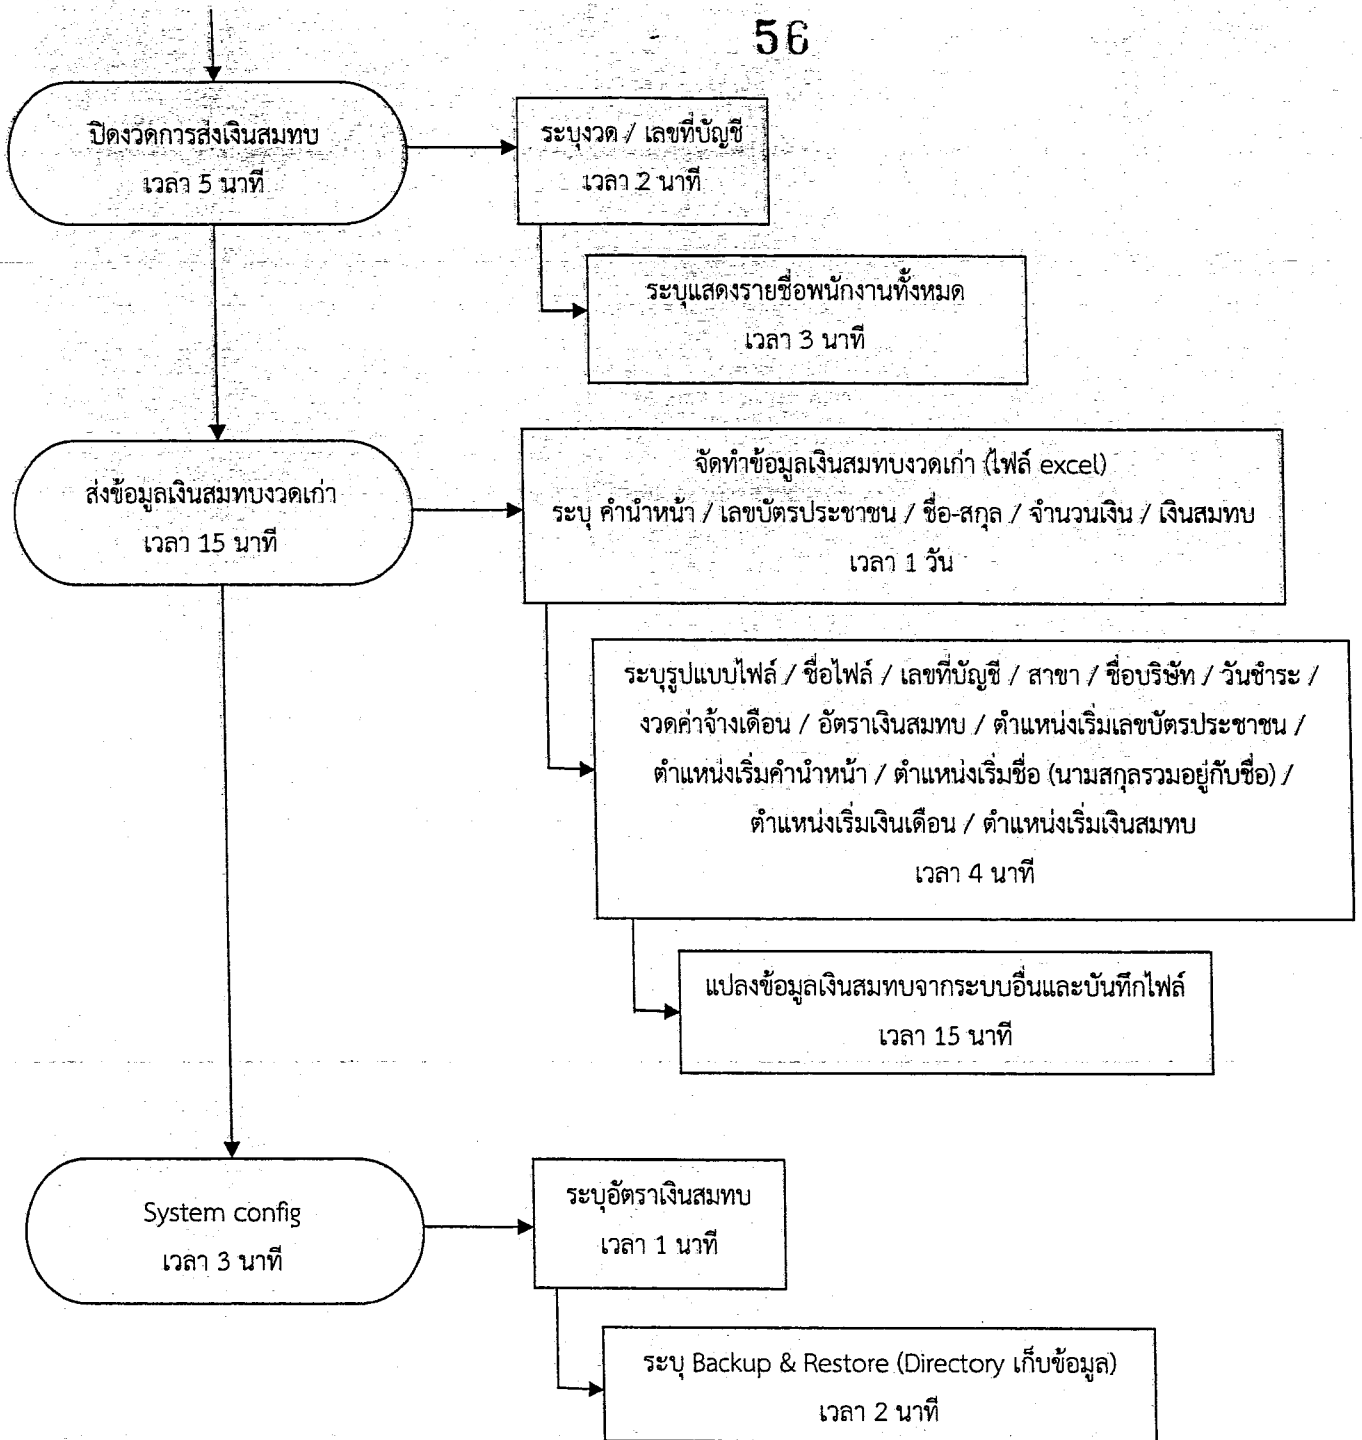 56
ปิดงวดการส่งเงินสมทบ
เวลา 5 นาที
ระบุงวด / เลขที่บัญชี
เวลา 2 นาที
ระบุแสดงรายชื่อพนักงานทั้งหมด
เวลา 3 นาที
ส่งข้อมูลเงินสมทบงวดเก่า
เวลา 15 นาที
จัดทำข้อมูลเงินสมทบงวดเก่า (ไฟล์ excel)
ระบุ คำนำหน้า / เลขบัตรประชาชน / ชื่อ-สกุล / จำนวนเงิน / เงินสมทบ
เวลา 1 วัน
ระบุรูปแบบไฟล์ / ชื่อไฟล์ / เลขที่บัญชี / สาขา / ชื่อบริษัท / วันชำระ /
งวดค่าจ้างเดือน / อัตราเงินสมทบ / ตำแหน่งเริ่มเลขบัตรประชาชน /
ตำแหน่งเริ่มคำนำหน้า / ตำแหน่งเริ่มชื่อ (นามสกุลรวมอยู่กับชื่อ) /
ตำแหน่งเริ่มเงินเดือน / ตำแหน่งเริ่มเงินสมทบ
เวลา 4 นาที
แปลงข้อมูลเงินสมทบจากระบบอื่นและบันทึกไฟล์
เวลา 15 นาที
System config
เวลา 3 นาที
ระบุอัตราเงินสมทบ
เวลา 1 นาที
ระบุ Backup & Restore (Directory เก็บข้อมูล)
เวลา 2 นาที